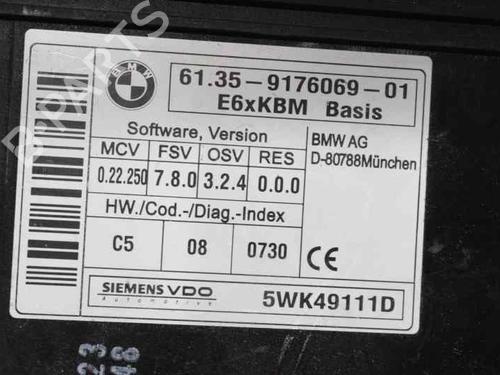 B-PARTS
BMW
61.35 - 9176069 - 01
E6xKBM Basis
Software, Version
MCV FSV OSV RES
0.22.250 7.8.0 3.2.4 0.0.0
HW./Cod.-/Diag.-Index
C5 08 0730
BMW AG
D-80788München
CE
SIEMENS VDO
Automotive
5WK49111D
23
46